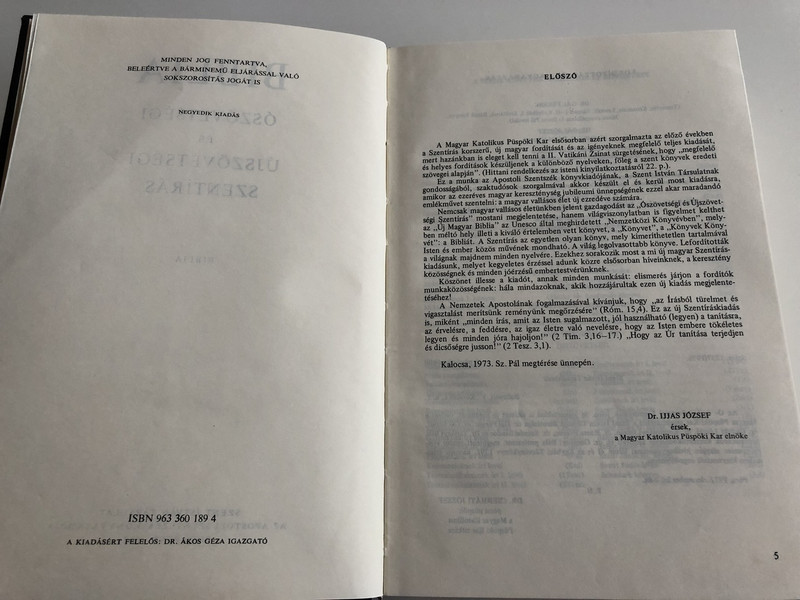 MINDEN JOG FENNTARTVA,
BELEÉRTVE A BÁRMINEMŰ ELJÁRÁSSAL VALÓ
SOKSZOROSÍTÁS JOGÁT IS
NEGYEDIK KIADÁS
ISBN 963 360 189 4
A KIADÁSÉRT FELELŐS: DR. ÁKOS GÉZA IGAZGATÓ
ELŐSZÓ
A Magyar Katolikus Püspöki Kar elsősorban azért szorgalmazta az előző években
a Szentírás korszerű, új magyar fordítását és az igényeknek megfelelő teljes kiadását,
mert hazánkban is eleget kell tenni a II. Vatikáni Zsinat sürgetésének, hogy „megfelelő
és helyes fordítások készüljenek a különböző nyelveken, főleg a szent könyvek eredeti
szövegei alapján". (Hittani rendelkezés az isteni kinyilatkoztatásról 22. p.).
Ez a munka az Apostoli Szentszék könyvkiadójának, a Szent István Társulatnak
gondosságából, szaktudósok szorgalmával akkor készült el és kerül most kiadásra,
amikor az ezeréves magyar kereszténység jubileumi ünnepségének ezzel akar maradandó
emlékművet szentelni: a magyar vallásos élet új ezredéve számára.
Nemcsak magyar vallásos életünkben jelent gazdagodást az „Ószövetségi és Újszövet-
ségi Szentírás" mostani megjelentetése, hanem világviszonylatban is figyelmet kelthet
az „Új Magyar Biblia" az Unesco által meghirdetett „Nemzetközi Könyvévben", mely-
ben méltó hely illeti a kiváló értelemben vett könyvet, a „Könyvet", a „Könyvek Köny-
vét": a Bibliát. A Szentírás az egyetlen olyan könyv, mely kimeríthetetlen tartalmával
Isten és ember közös művének mondható. A világ legolvasottabb könyve. Lefordították
a világnak majdnem minden nyelvére. Ezekhez sorakozik most a mi új magyar Szentírás-
kiadásunk, melyet kegyeletes érzéssel adunk közre elsősorban híveinknek, a keresztény
közösségnek és minden jóérzésű embertestvérünknek.
Köszönet illesse a kiadót, annak minden munkását: elismerés járjon a fordítók
munkaközösségének: hála mindazoknak, akik hozzájárultak ezen új kiadás megjelente-
téséhez!
A Nemzetek Apostolának fogalmazásával kívánjuk, hogy „az Írásból türelmet és
vigasztalást merítsünk reményünk megőrzésére" (Róm. 15,4). Ez az új Szentíráskiadás
is, miként „minden írás, amit az Isten sugalmazott, jól használható (legyen) a tanításra,
az érvelésre, a feddésre, az igaz életre való nevelésre, hogy az Isten embere tökéletes
legyen és minden jóra hajoljon!" (2 Tim. 3,16–17.) „Hogy az Úr tanítása terjedjen
és dicsőségre jusson!" (2 Tesz. 3,1).
Kalocsa, 1973. Sz. Pál megtérése ünnepén.
Dr. IJJAS JÓZSEF
érsek,
a Magyar Katolikus Püspöki Kar elnöke
5